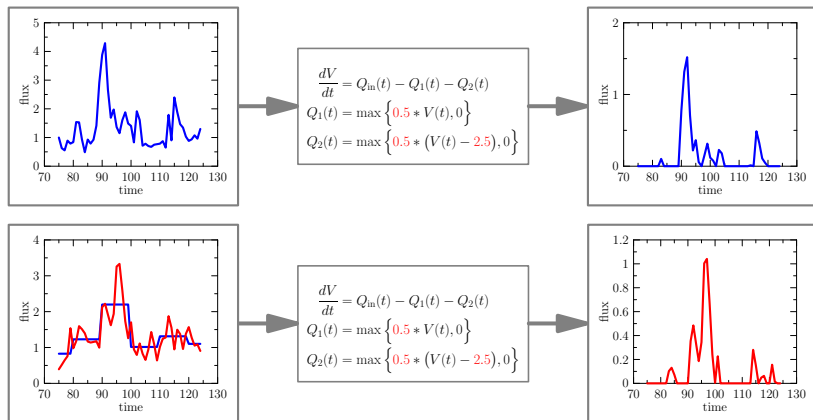 5
4
3
2
1
0
flux
70 80 90 100 110 120 130
time
dV/dt = Q_in(t) − Q_1(t) − Q_2(t)
Q_1(t) = max{0.5 * V(t), 0}
Q_2(t) = max{0.5 * (V(t) − 2.5), 0}
2
1
0
flux
70 80 90 100 110 120 130
time
4
3
2
1
0
flux
70 80 90 100 110 120 130
time
dV/dt = Q_in(t) − Q_1(t) − Q_2(t)
Q_1(t) = max{0.5 * V(t), 0}
Q_2(t) = max{0.5 * (V(t) − 2.5), 0}
1.2
1
0.8
0.6
0.4
0.2
0
flux
70 80 90 100 110 120 130
time